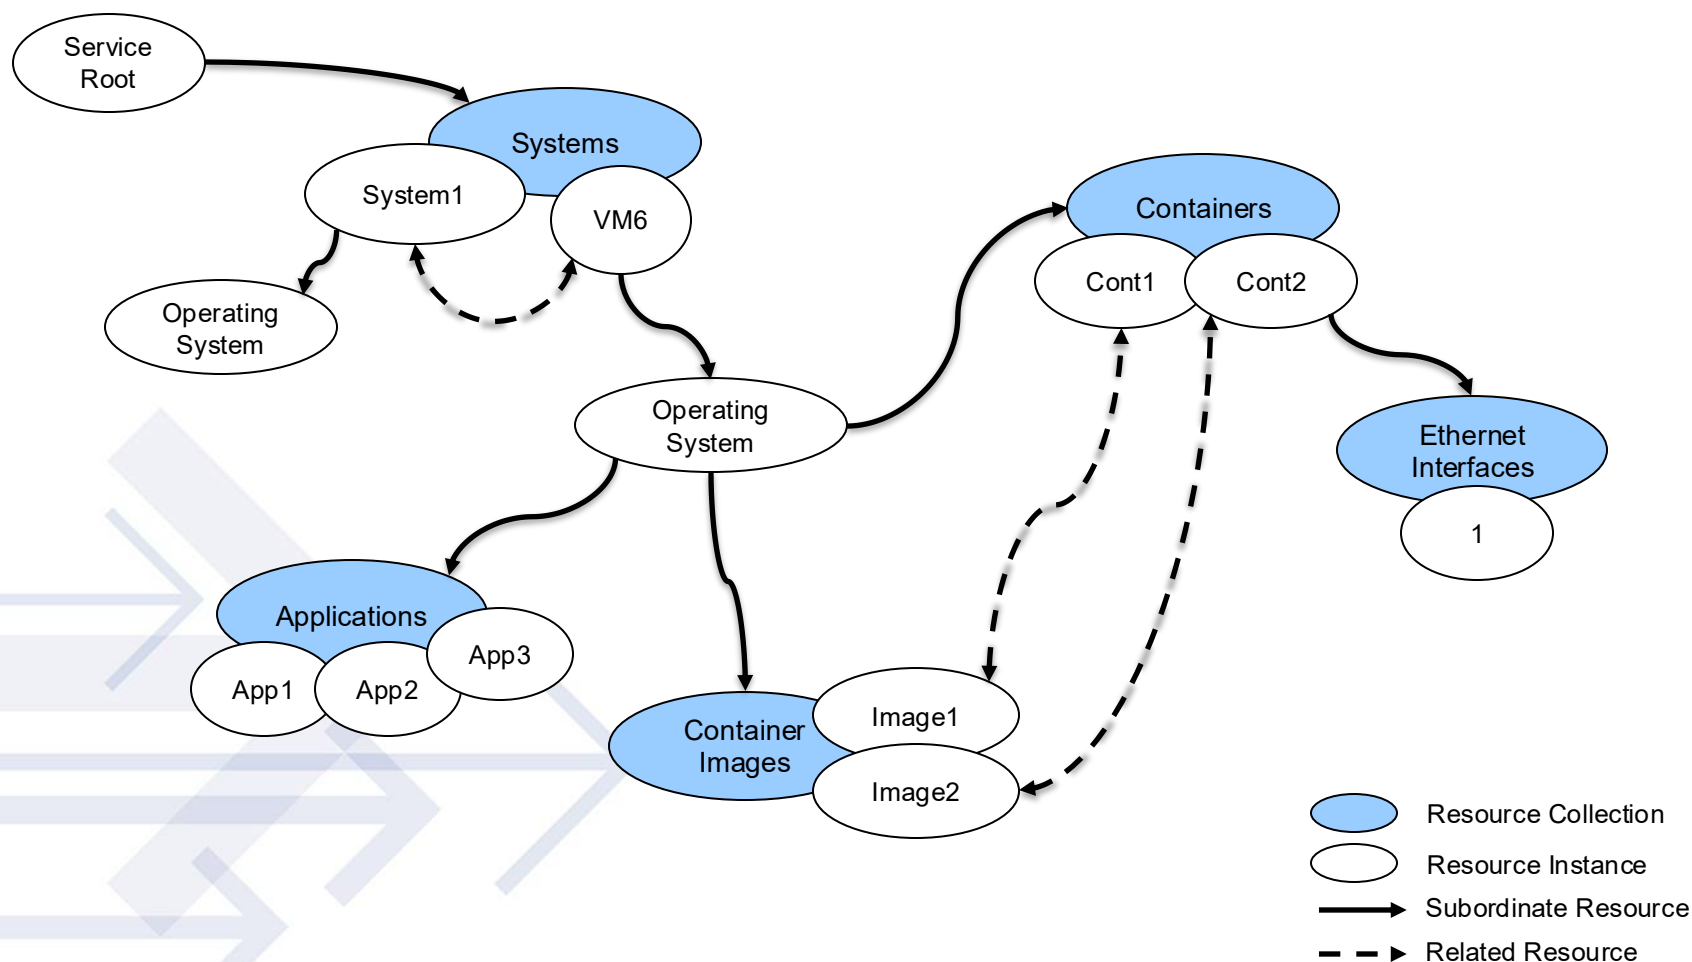 Service
Root
Systems
System1
VM6
Containers
Cont1
Cont2
Operating
System
Operating
System
Ethernet
Interfaces
1
Applications
App1
App2
App3
Container
Images
Image1
Image2
Resource Collection
Resource Instance
Subordinate Resource
Related Resource